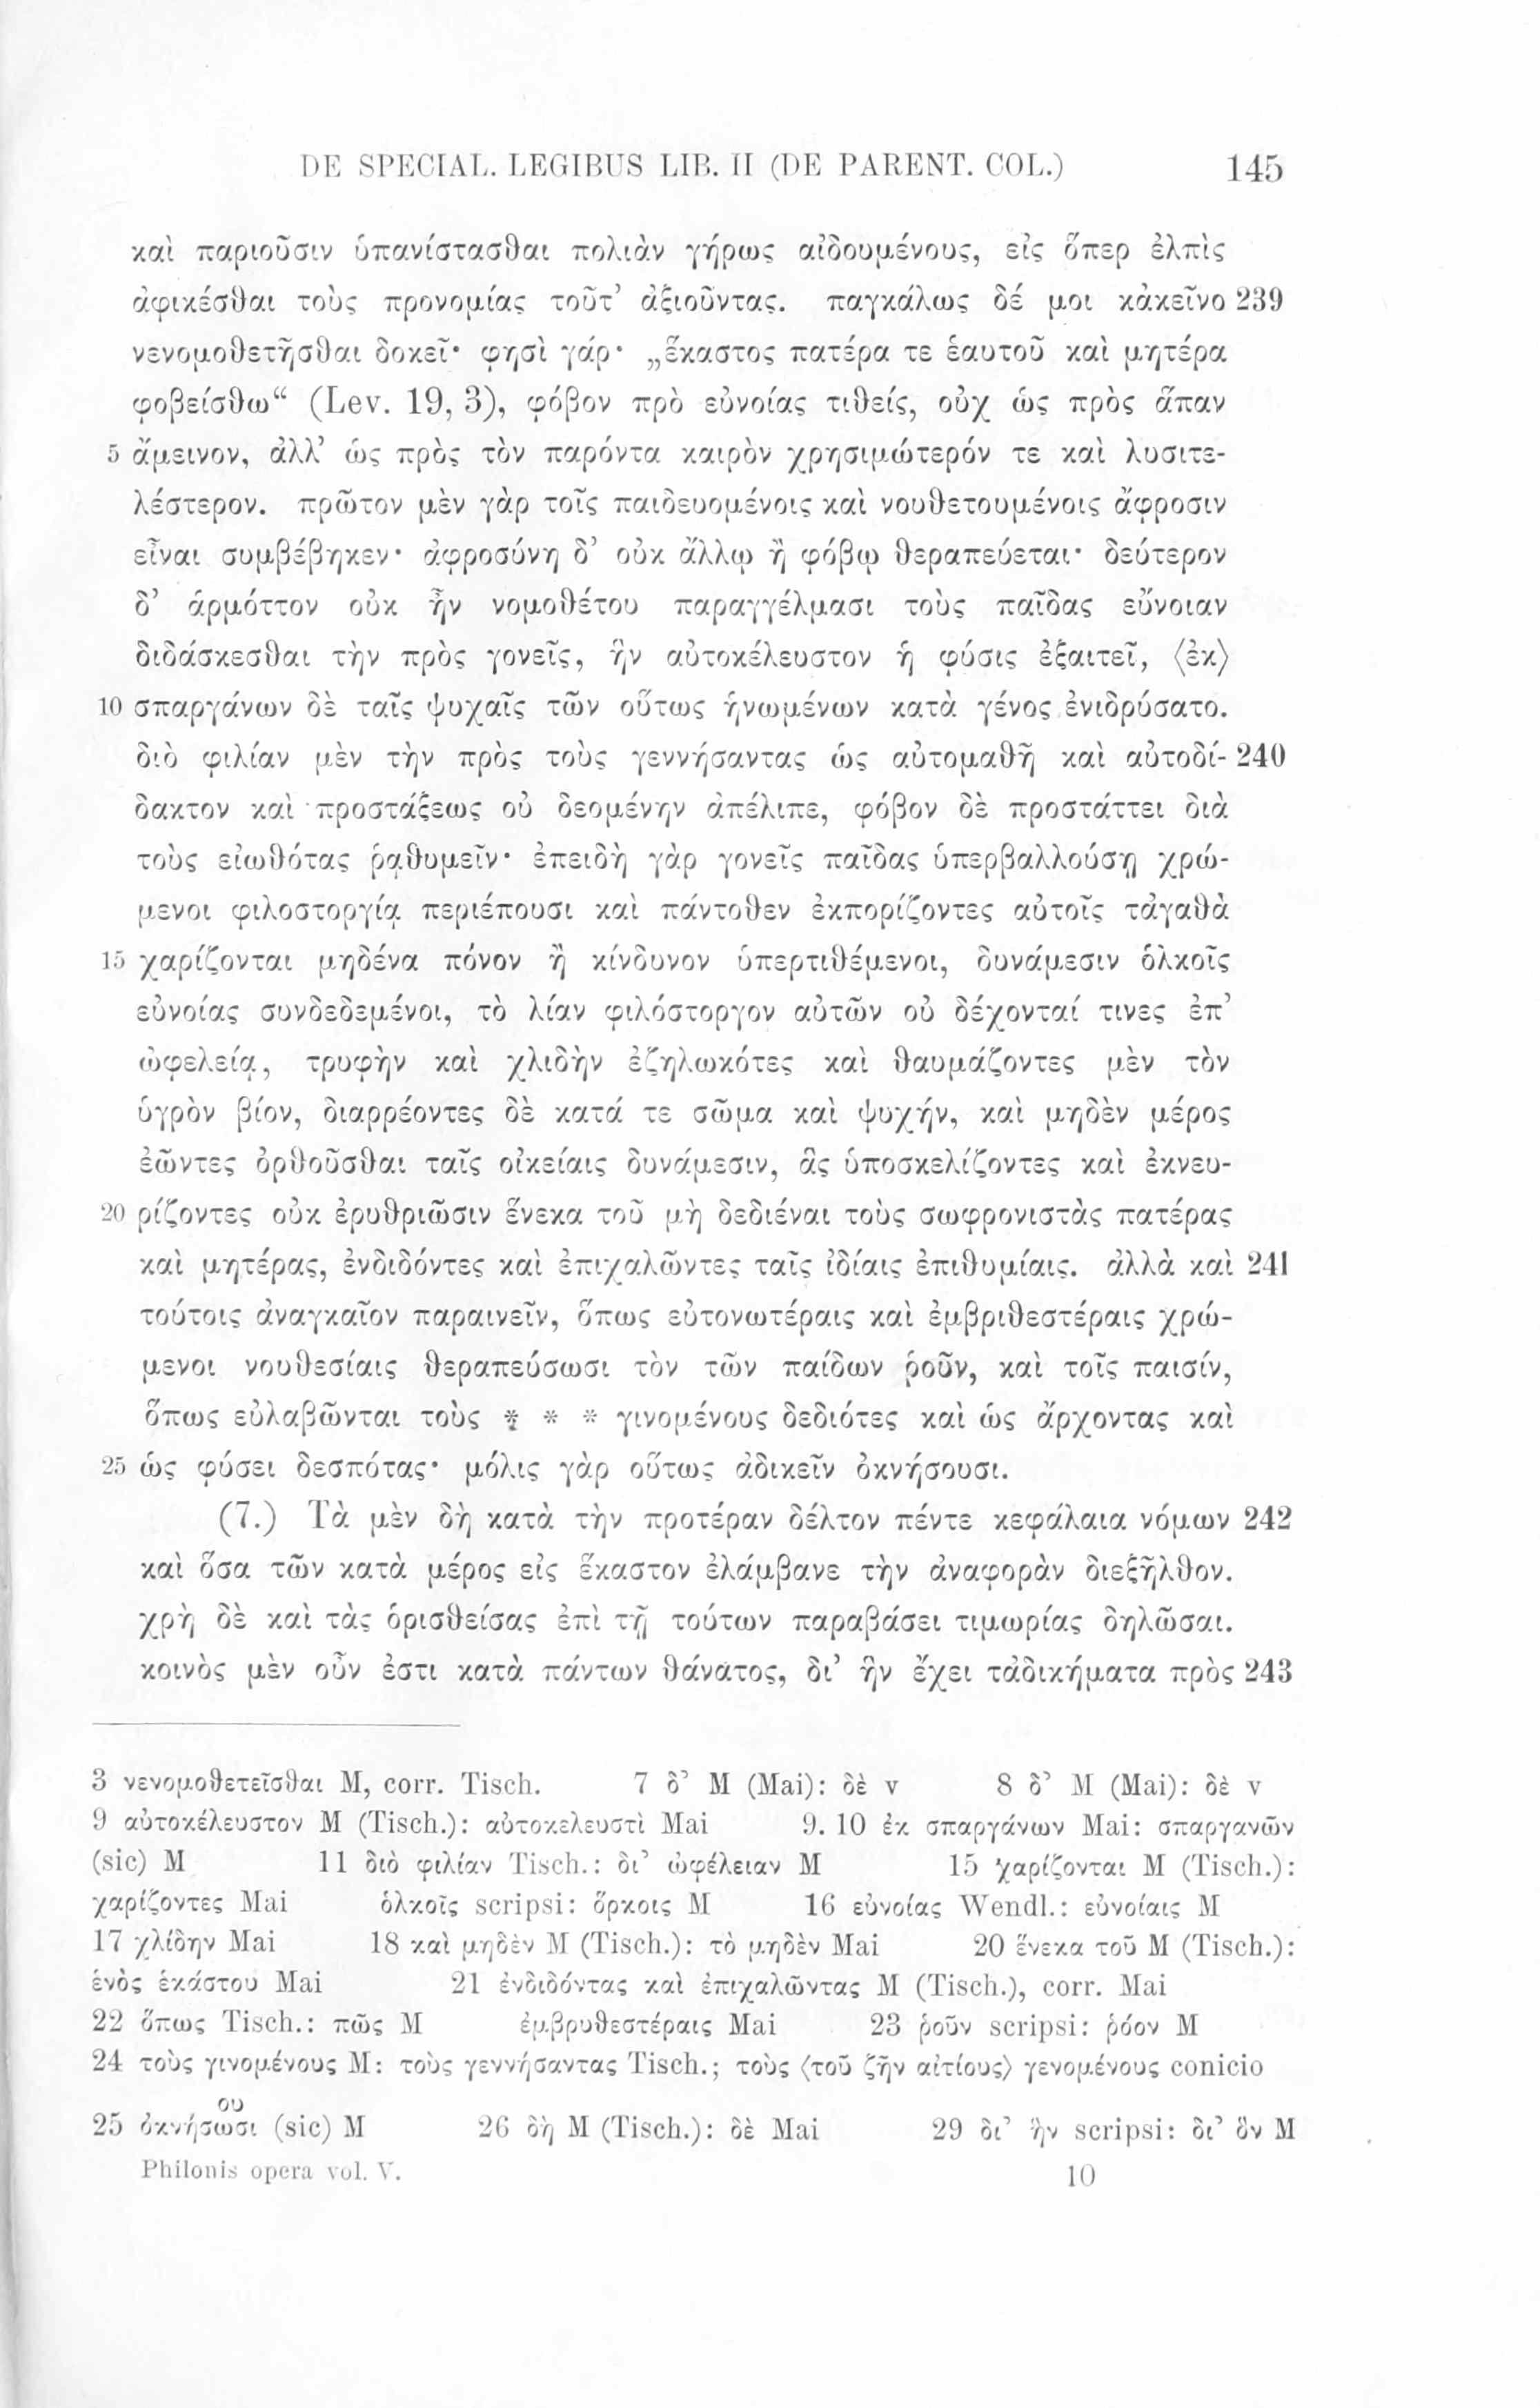 DE SPECIAL. LEGIBUS LIB. II (DE PARENT. COL.) 145
καὶ παριοῦσιν ὑπανίστασθαι πολιὰν γήρως αἰδουμένους, εἰς ὅπερ ἐλπὶς
ἀφικέσθαι τοὺς προνομίας τοῦτ’ ἀξιοῦντας. παγκάλως δέ μοι κἀκεῖνο 239
νενομοθετῆσθαι δοκεῖ· φησὶ γάρ· „ἕκαστος πατέρα τε ἑαυτοῦ καὶ μητέρα
φοβείσθω“ (Lev. 19, 3), φόβον πρὸ εὐνοίας τιθείς, οὐχ ὡς πρὸς ἅπαν
5 ἄμεινον, ἀλλ’ ὡς πρὸς τὸν παρόντα καιρὸν χρησιμώτερόν τε καὶ λυσιτε-
λέστερον. πρῶτον μὲν γὰρ τοῖς παιδευομένοις καὶ νουθετουμένοις ἄφροσιν
εἶναι συμβέβηκεν· ἀφροσύνη δ’ οὐκ ἄλλῳ ἢ φόβῳ θεραπεύεται· δεύτερον
δ’ ἁρμόττον οὐκ ἦν νομοθέτου παραγγέλμασι τοὺς παῖδας εὔνοιαν
διδάσκεσθαι τὴν πρὸς γονεῖς, ἣν αὐτοκέλευστον ἡ φύσις ἐξαιτεῖ, 〈ἐκ〉
10 σπαργάνων δὲ ταῖς ψυχαῖς τῶν οὕτως ἡνωμένων κατὰ γένος ἐνιδρύσατο.
διὸ φιλίαν μὲν τὴν πρὸς τοὺς γεννήσαντας ὡς αὐτομαθῆ καὶ αὐτοδί- 240
δακτον καὶ προστάξεως οὐ δεομένην ἀπέλιπε, φόβον δὲ προστάττει διὰ
τοὺς εἰωθότας ῥᾳθυμεῖν· ἐπειδὴ γὰρ γονεῖς παῖδας ὑπερβαλλούσῃ χρώ-
μενοι φιλοστοργίᾳ περιέπουσι καὶ πάντοθεν ἐκπορίζοντες αὐτοῖς τἀγαθὰ
15 χαρίζονται μηδένα πόνον ἢ κίνδυνον ὑπερτιθέμενοι, δυνάμεσιν ὁλκοῖς
εὐνοίας συνδεδεμένοι, τὸ λίαν φιλόστοργον αὐτῶν οὐ δέχονταί τινες ἐπ’
ὠφελείᾳ, τρυφὴν καὶ χλιδὴν ἐζηλωκότες καὶ θαυμάζοντες μὲν τὸν
ὑγρὸν βίον, διαρρέοντες δὲ κατά τε σῶμα καὶ ψυχήν, καὶ μηδὲν μέρος
ἐῶντες ὀρθοῦσθαι ταῖς οἰκείαις δυνάμεσιν, ἃς ὑποσκελίζοντες καὶ ἐκνευ-
20 ρίζοντες οὐκ ἐρυθριῶσιν ἕνεκα τοῦ μὴ δεδιέναι τοὺς σωφρονιστὰς πατέρας
καὶ μητέρας, ἐνδιδόντες καὶ ἐπιχαλῶντες ταῖς ἰδίαις ἐπιθυμίαις. ἀλλὰ καὶ 241
τούτοις ἀναγκαῖον παραινεῖν, ὅπως εὐτονωτέραις καὶ ἐμβριθεστέραις χρώ-
μενοι νουθεσίαις θεραπεύσωσι τὸν τῶν παίδων ῥοῦν, καὶ τοῖς παισίν,
ὅπως εὐλαβῶνται τοὺς * * * γινομένους δεδιότες καὶ ὡς ἄρχοντας καὶ
25 ὡς φύσει δεσπότας· μόλις γὰρ οὕτως ἀδικεῖν ὀκνήσουσι.
(7.) Τὰ μὲν δὴ κατὰ τὴν προτέραν δέλτον πέντε κεφάλαια νόμων 242
καὶ ὅσα τῶν κατὰ μέρος εἰς ἕκαστον ἐλάμβανε τὴν ἀναφορὰν διεξῆλθον.
χρὴ δὲ καὶ τὰς ὁρισθείσας ἐπὶ τῇ τούτων παραβάσει τιμωρίας δηλῶσαι.
κοινὸς μὲν οὖν ἐστι κατὰ πάντων θάνατος, δι’ ἣν ἔχει τἀδικήματα πρὸς 243
3 νενομοθετεῖσθαι M, corr. Tisch. 7 δ’ M (Mai): δὲ v 8 δ’ M (Mai): δὲ v
9 αὐτοκέλευστον M (Tisch.): αὐτοκελευστὶ Mai 9. 10 ἐκ σπαργάνων Mai: σπαργανῶν
(sic) M 11 διὸ φιλίαν Tisch.: δι’ ὠφέλειαν M 15 χαρίζονται M (Tisch.):
χαρίζοντες Mai ὁλκοῖς scripsi: ὅρκοις M 16 εὐνοίας Wendl.: εὐνοίαις M
17 χλίδην Mai 18 καὶ μηδὲν M (Tisch.): τὸ μηδὲν Mai 20 ἕνεκα τοῦ M (Tisch.):
ἑνὸς ἑκάστου Mai 21 ἐνδιδόντας καὶ ἐπιχαλῶντας M (Tisch.), corr. Mai
22 ὅπως Tisch.: πῶς M ἐμβρυθεστέραις Mai 23 ῥοῦν scripsi: ῥόον M
24 τοὺς γινομένους M: τοὺς γεννήσαντας Tisch.; τοὺς 〈τοῦ ζῆν αἰτίους〉 γενομένους conicio
ου
25 ὀκνήσωσι (sic) M 26 δὴ M (Tisch.): δὲ Mai 29 δι’ ἣν scripsi: δι’ ὃν M
Philonis opera vol. V. 10